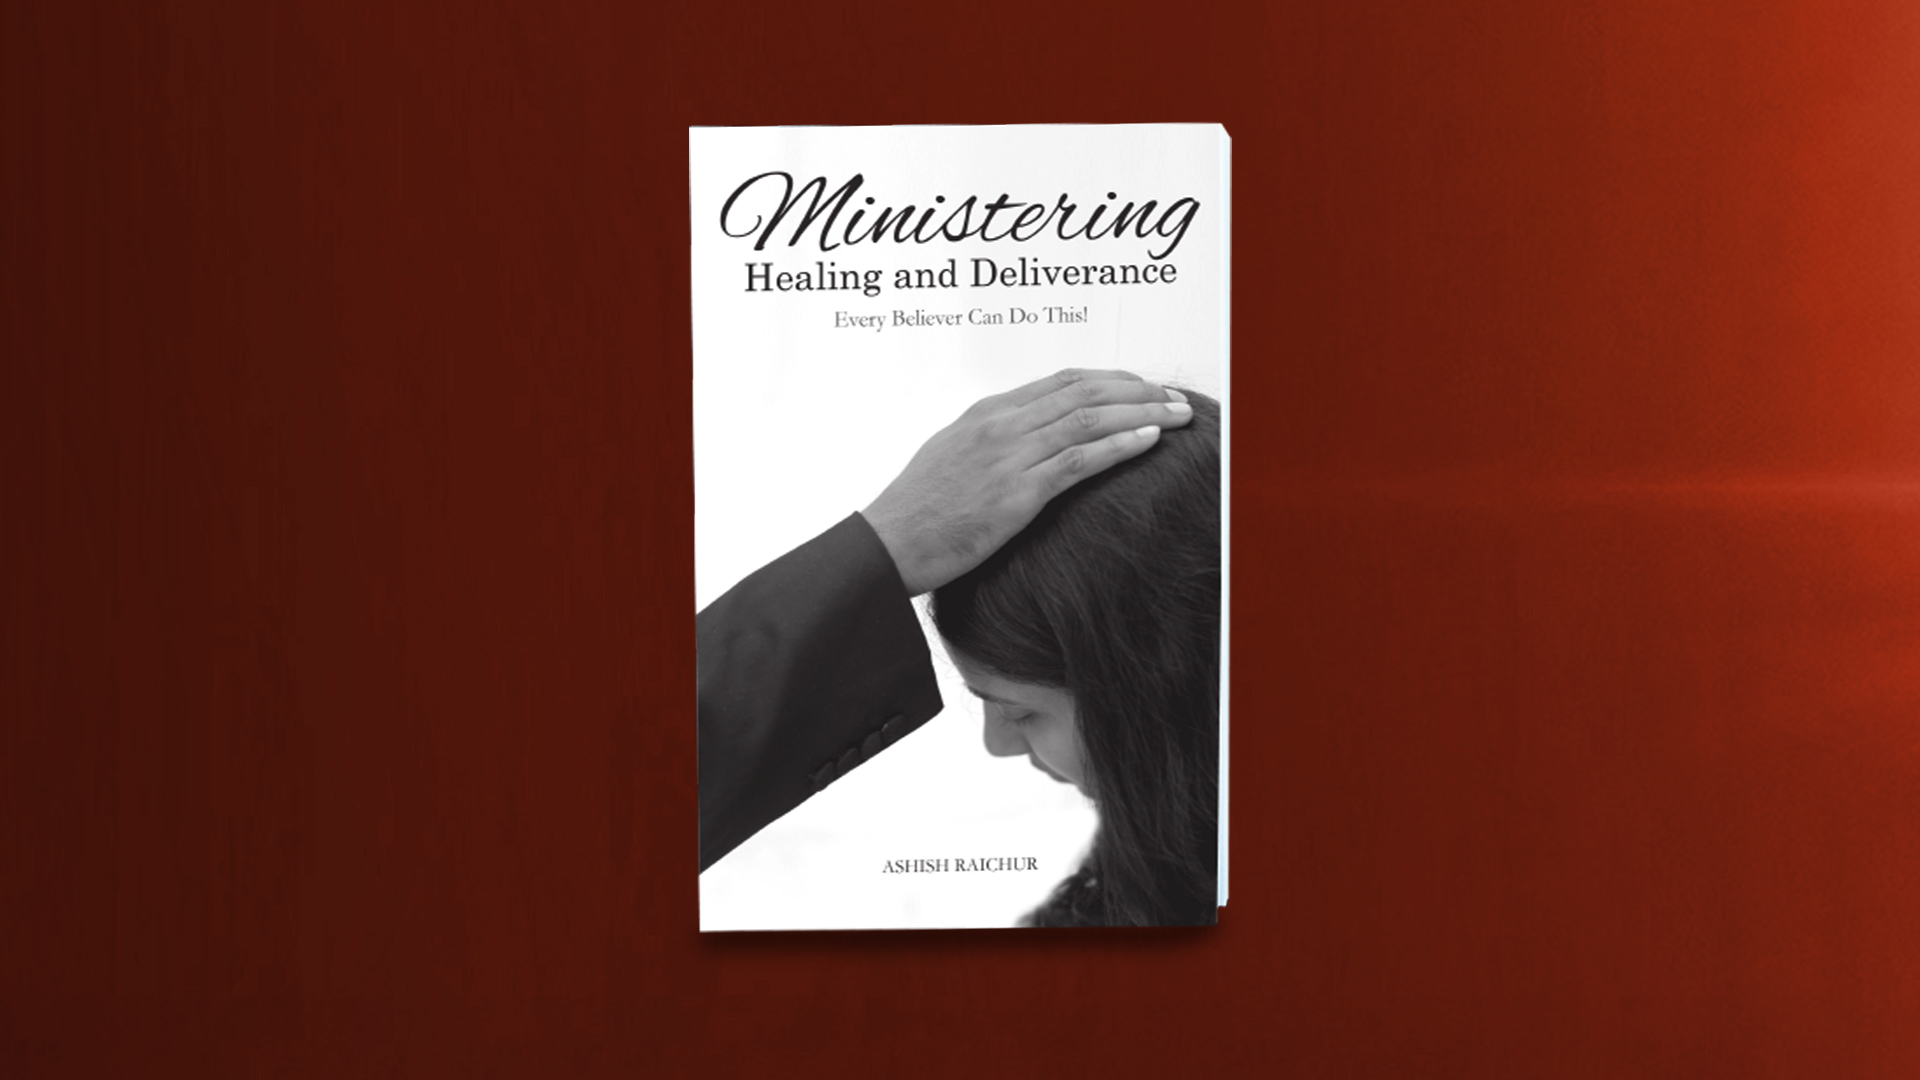 Ministering
Healing and Deliverance
Every Believer Can Do This!
ASHISH RAICHUR